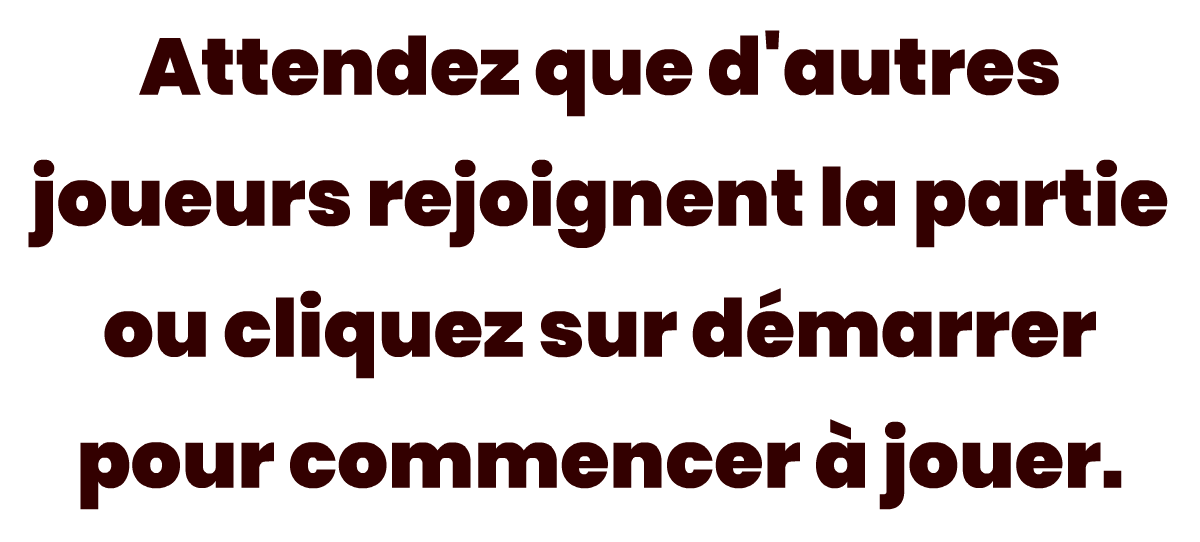 Attendez que d'autres
joueurs rejoignent la partie
ou cliquez sur démarrer
pour commencer à jouer.